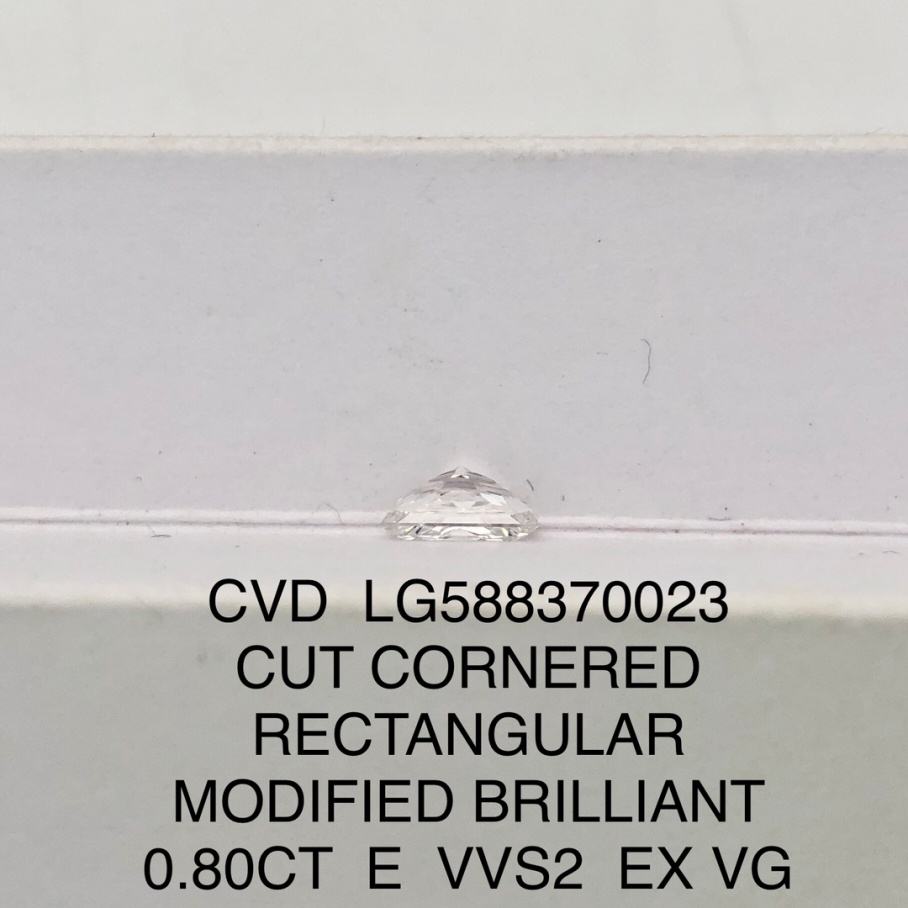 CVD LG588370023
CUT CORNERED
RECTANGULAR
MODIFIED BRILLIANT
0.80CT E VVS2 EX VG